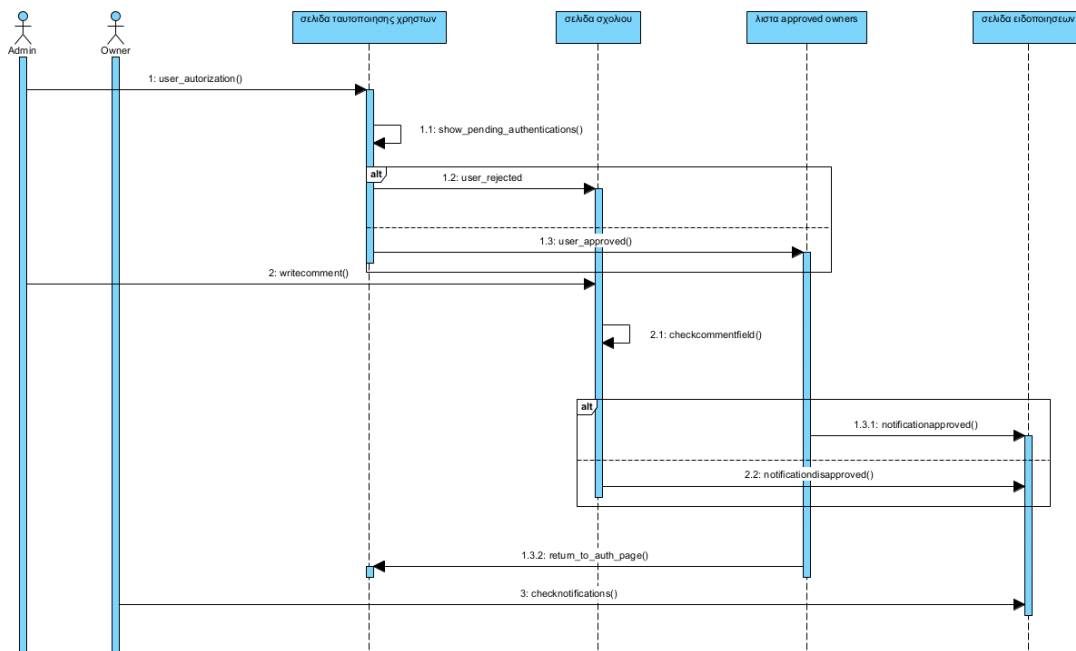 σελιδα ταυτοποιησης χρηστων
σελιδα σχολιου
λιστα approved owners
σελιδα ειδοποιησεων
Admin
Owner
1: user_autorization()
1.1: show_pending_authentications()
alt
1.2: user_rejected
1.3: user_approved()
2: writecomment()
2.1: checkcommentfield()
alt
1.3.1: notificationapproved()
2.2: notificationdisapproved()
1.3.2: return_to_auth_page()
3: checknotifications()